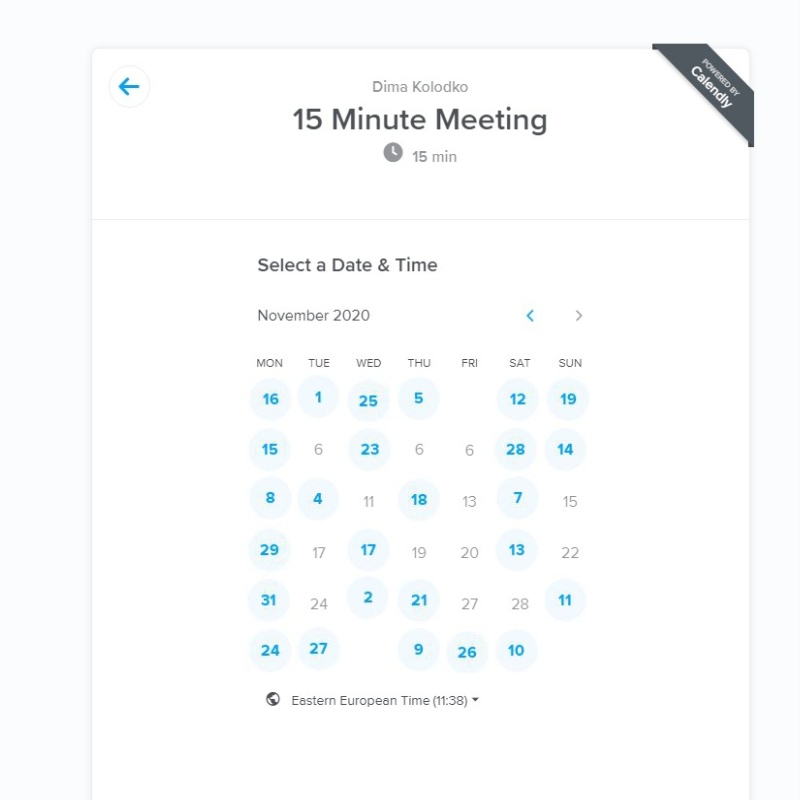 POWERED BY
Calendly
Dima Kolodko
15 Minute Meeting
15 min
Select a Date & Time
November 2020
MON TUE WED THU FRI SAT SUN
16 1 25 5 12 19
15 6 23 6 6 28 14
8 4 11 18 13 7 15
29 17 17 19 20 13 22
31 24 2 21 27 28 11
24 27 9 26 10
Eastern European Time (11:38)